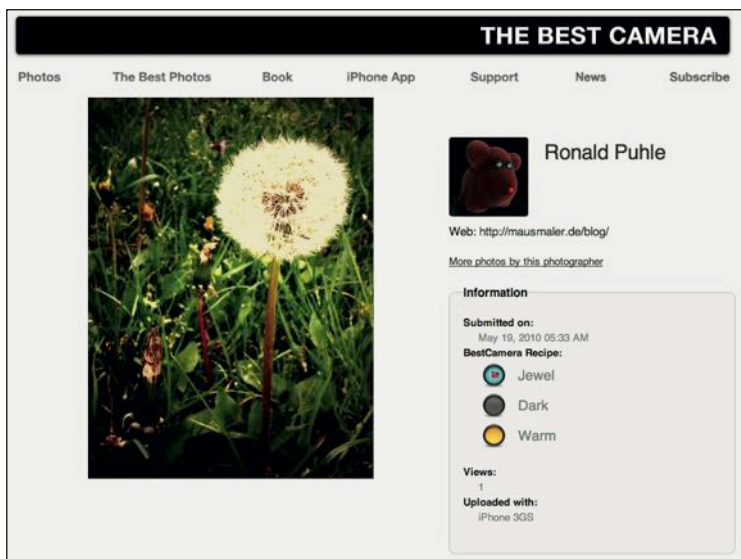 THE BEST CAMERA
Photos The Best Photos Book iPhone App Support News Subscribe
Ronald Puhle
Web: http://mausmaler.de/blog/
More photos by this photographer
Information
Submitted on:
May 19, 2010 05:33 AM
BestCamera Recipe:
Jewel
Dark
Warm
Views:
1
Uploaded with:
iPhone 3GS